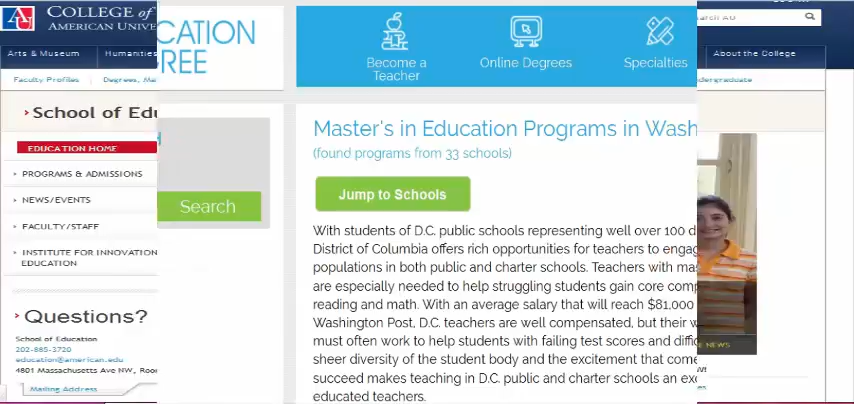 COLLEGE of
AMERICAN UNIVE
Arts & Museum
Humanities
Faculty Profiles
Degrees, Ma
School of Edu
EDUCATION HOME
PROGRAMS & ADMISSIONS
NEWS/EVENTS
FACULTY/STAFF
INSTITUTE FOR INNOVATION
EDUCATION
Questions?
School of Education
202-885-3720
education@american.edu
4801 Massachusetts Ave NW, Roor
Mailing Address
CATION
REE
Search
Become a
Teacher
Online Degrees
Specialties
Master's in Education Programs in Wash
(found programs from 33 schools)
Jump to Schools
With students of D.C. public schools representing well over 100 d
District of Columbia offers rich opportunities for teachers to engag
populations in both public and charter schools. Teachers with mas
are especially needed to help struggling students gain core comp
reading and math. With an average salary that will reach $81,000
Washington Post, D.C. teachers are well compensated, but their w
must often work to help students with failing test scores and diffic
sheer diversity of the student body and the excitement that come
succeed makes teaching in D.C. public and charter schools an exc
educated teachers.
earch AU
About the College
dergraduate
E NEWS